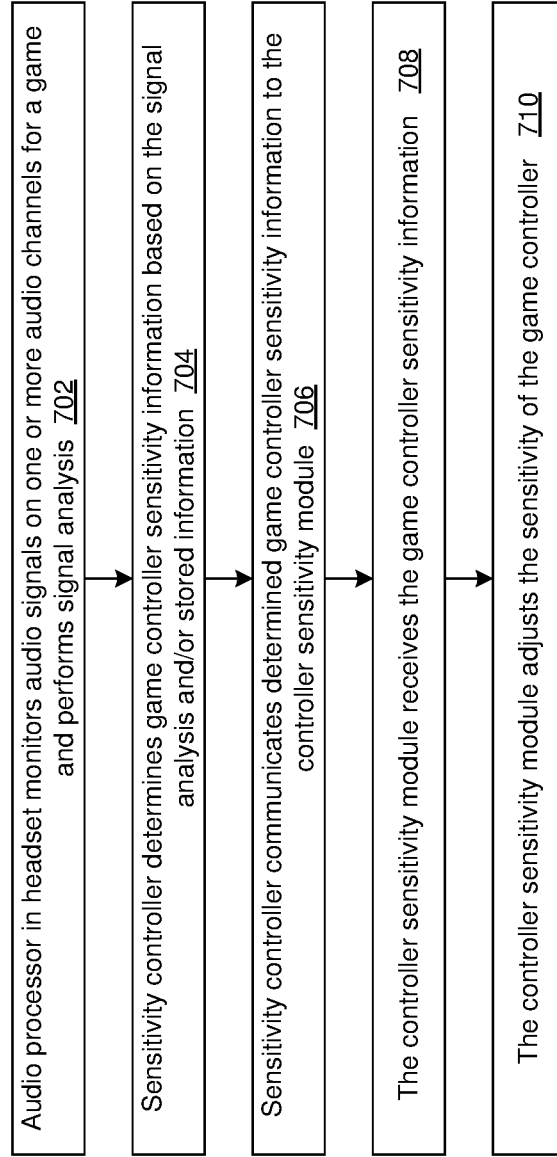 Audio processor in headset monitors audio signals on one or more audio channels for a game
and performs signal analysis 702
Sensitivity controller determines game controller sensitivity information based on the signal
analysis and/or stored information 704
Sensitivity controller communicates determined game controller sensitivity information to the
controller sensitivity module 706
The controller sensitivity module receives the game controller sensitivity information 708
The controller sensitivity module adjusts the sensitivity of the game controller 710